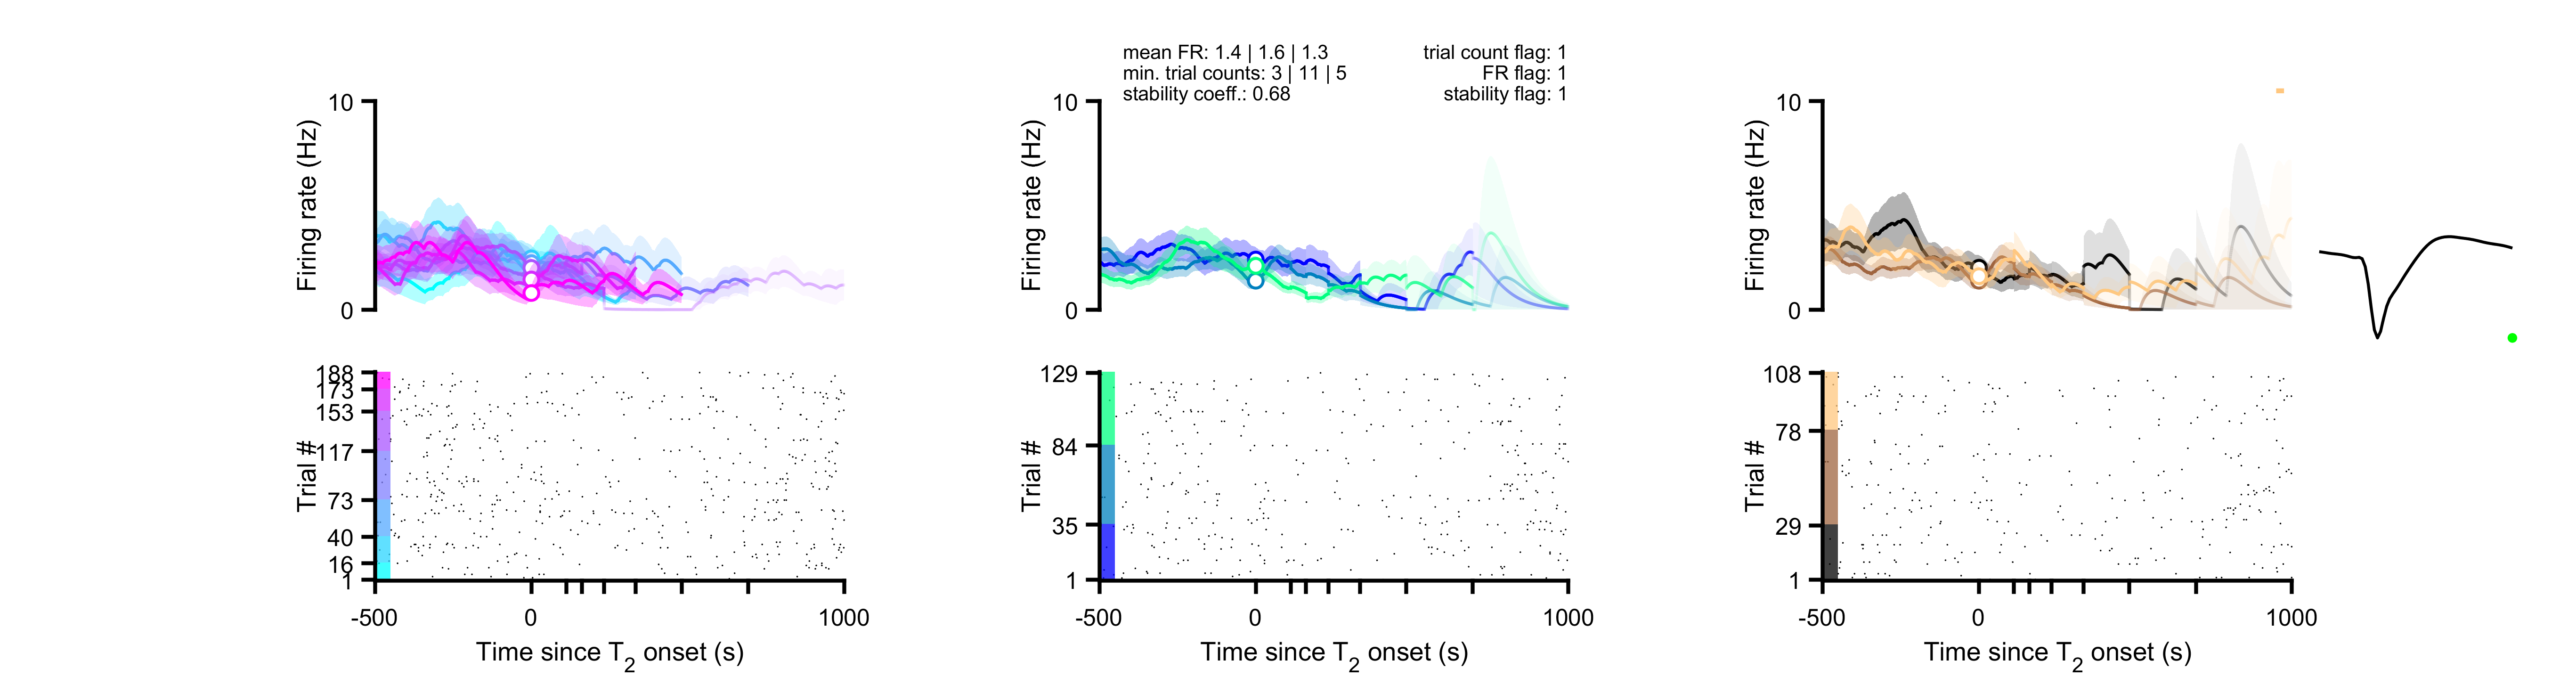 mean FR: 1.4 | 1.6 | 1.3
min. trial counts: 3 | 11 | 5
stability coeff.: 0.68
trial count flag: 1
FR flag: 1
stability flag: 1
10
Firing rate (Hz)
0
188
173
153
117
73
40
16
1
Trial #
-500
0
1000
Time since T2 onset (s)
10
Firing rate (Hz)
0
129
84
35
1
Trial #
-500
0
1000
Time since T2 onset (s)
10
Firing rate (Hz)
0
108
78
29
1
Trial #
-500
0
1000
Time since T2 onset (s)